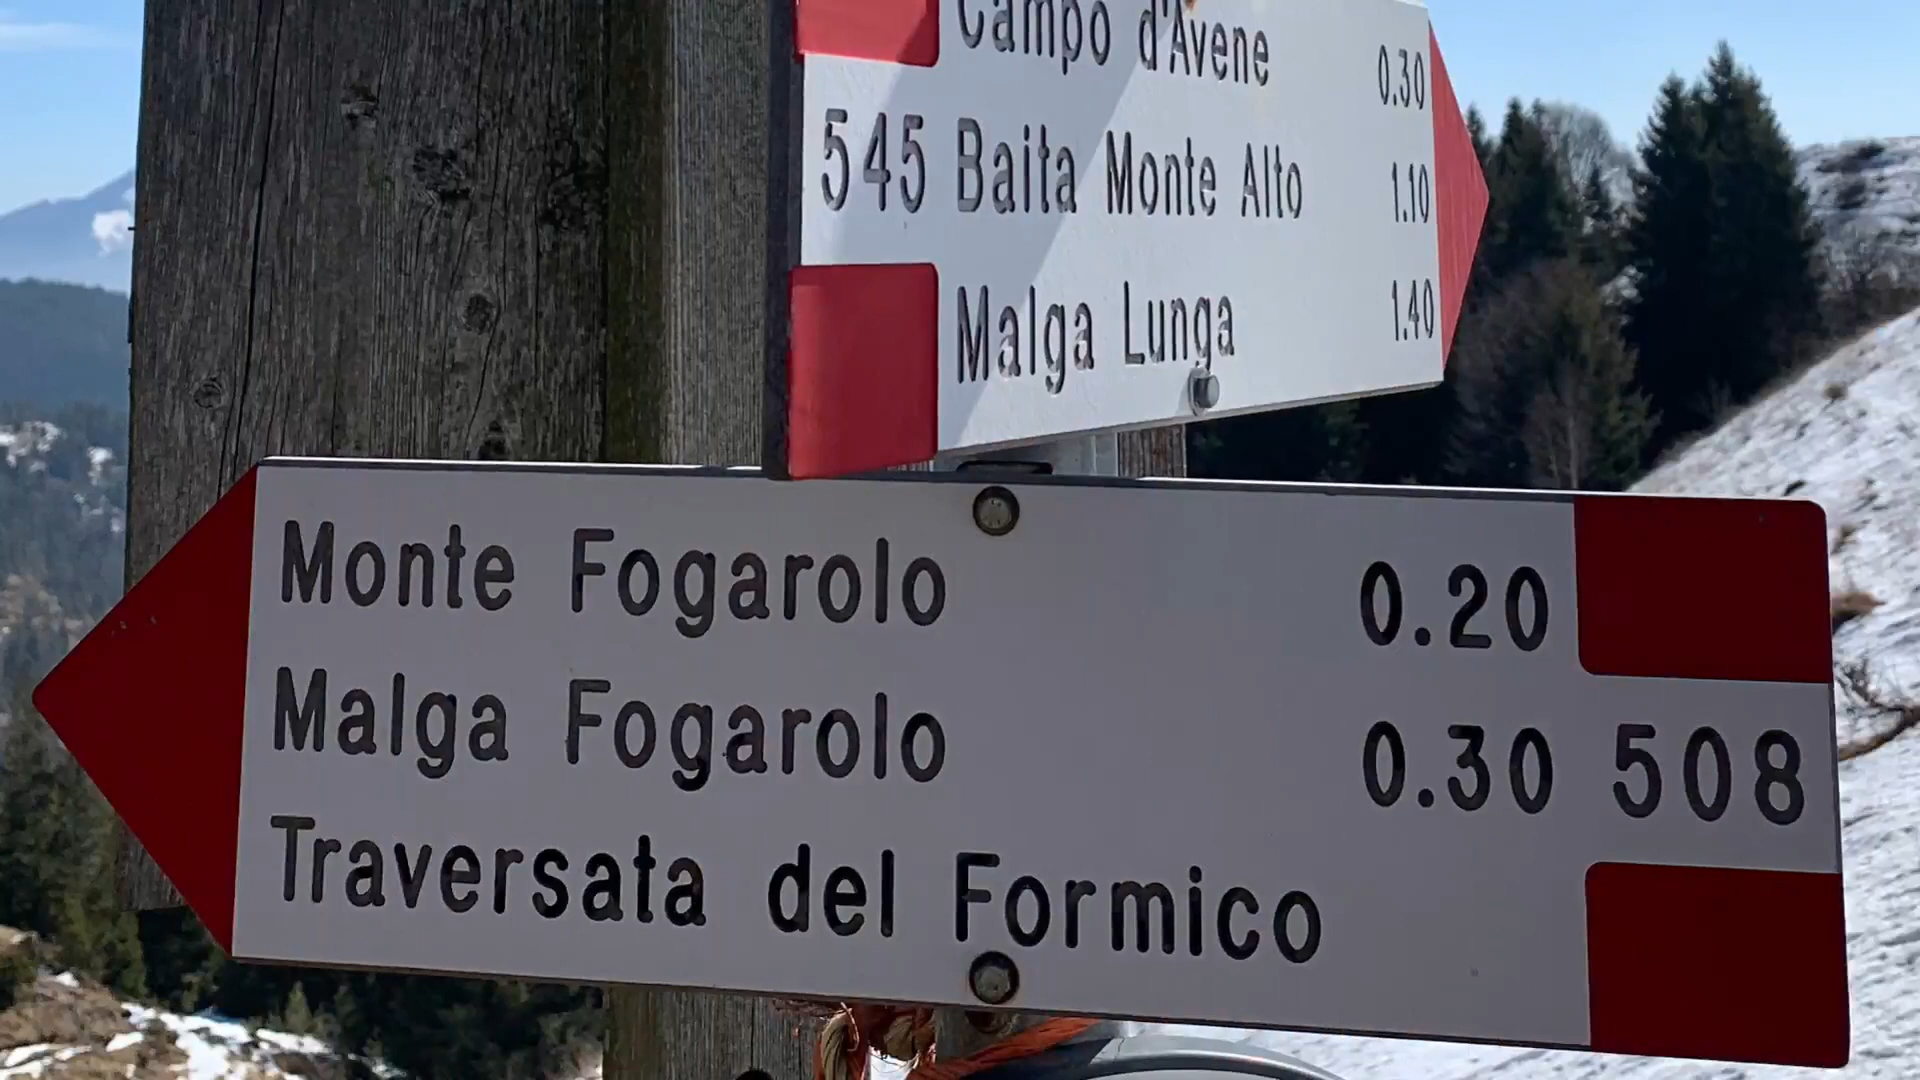 Campo d'Avene 0.30
545 Baita Monte Alto 1.10
Malga Lunga 1.40
Monte Fogarolo 0.20
Malga Fogarolo 0.30 508
Traversata del Formico